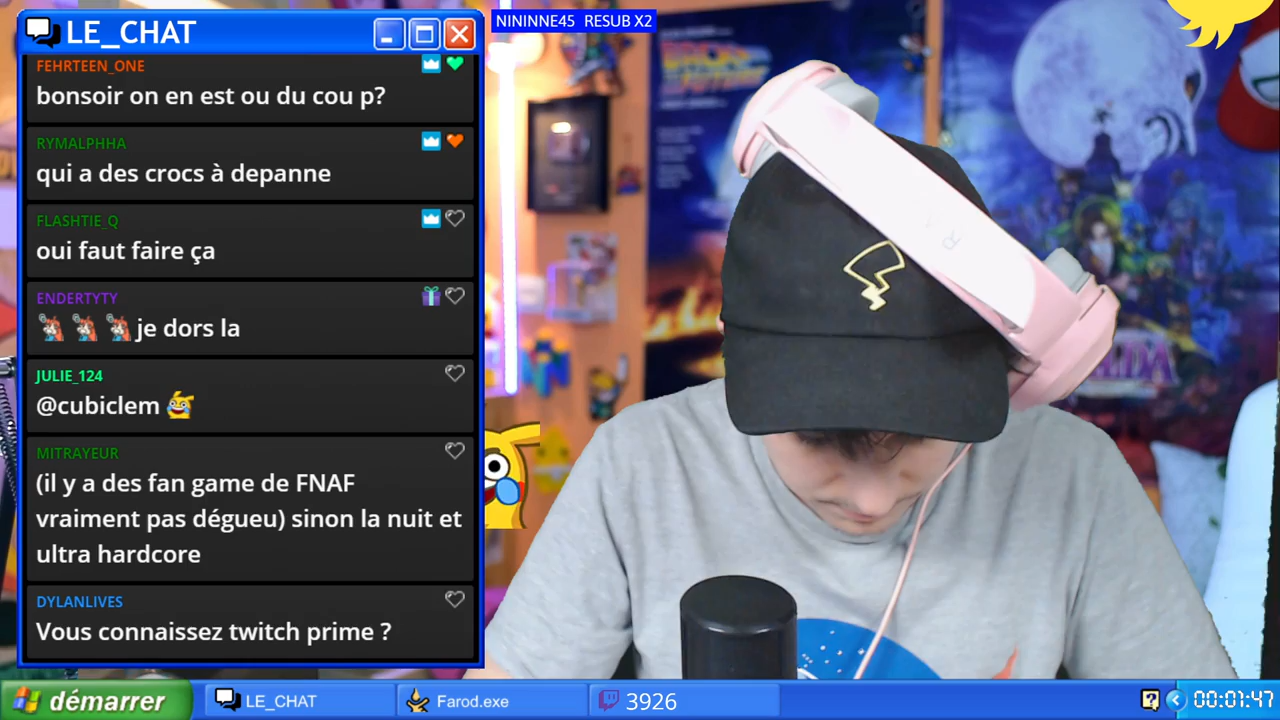 LE_CHAT
NININNE45 RESUB X2
FEHRTEEN_ONE
bonsoir on en est ou du cou p?
RYMALPHHA
qui a des crocs à depanne
FLASHTIE_Q
oui faut faire ça
ENDERTYTY
je dors la
JULIE_124
@cubiclem
MITRAYEUR
(il y a des fan game de FNAF
vraiment pas dégueu) sinon la nuit et
ultra hardcore
DYLANLIVES
Vous connaissez twitch prime ?
BACK
FUTURE
ZELDA
démarrer
LE_CHAT
Farod.exe
3926
00:01:47